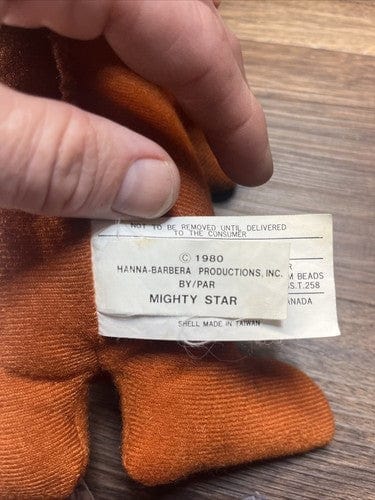 NOT TO BE REMOVED UNTIL DELIVERED
TO THE CONSUMER
© 1980
HANNA-BARBERA PRODUCTIONS, INC.
BY/PAR
MIGHTY STAR
BEADS
S.T.258
SHELL MADE IN TAIWAN